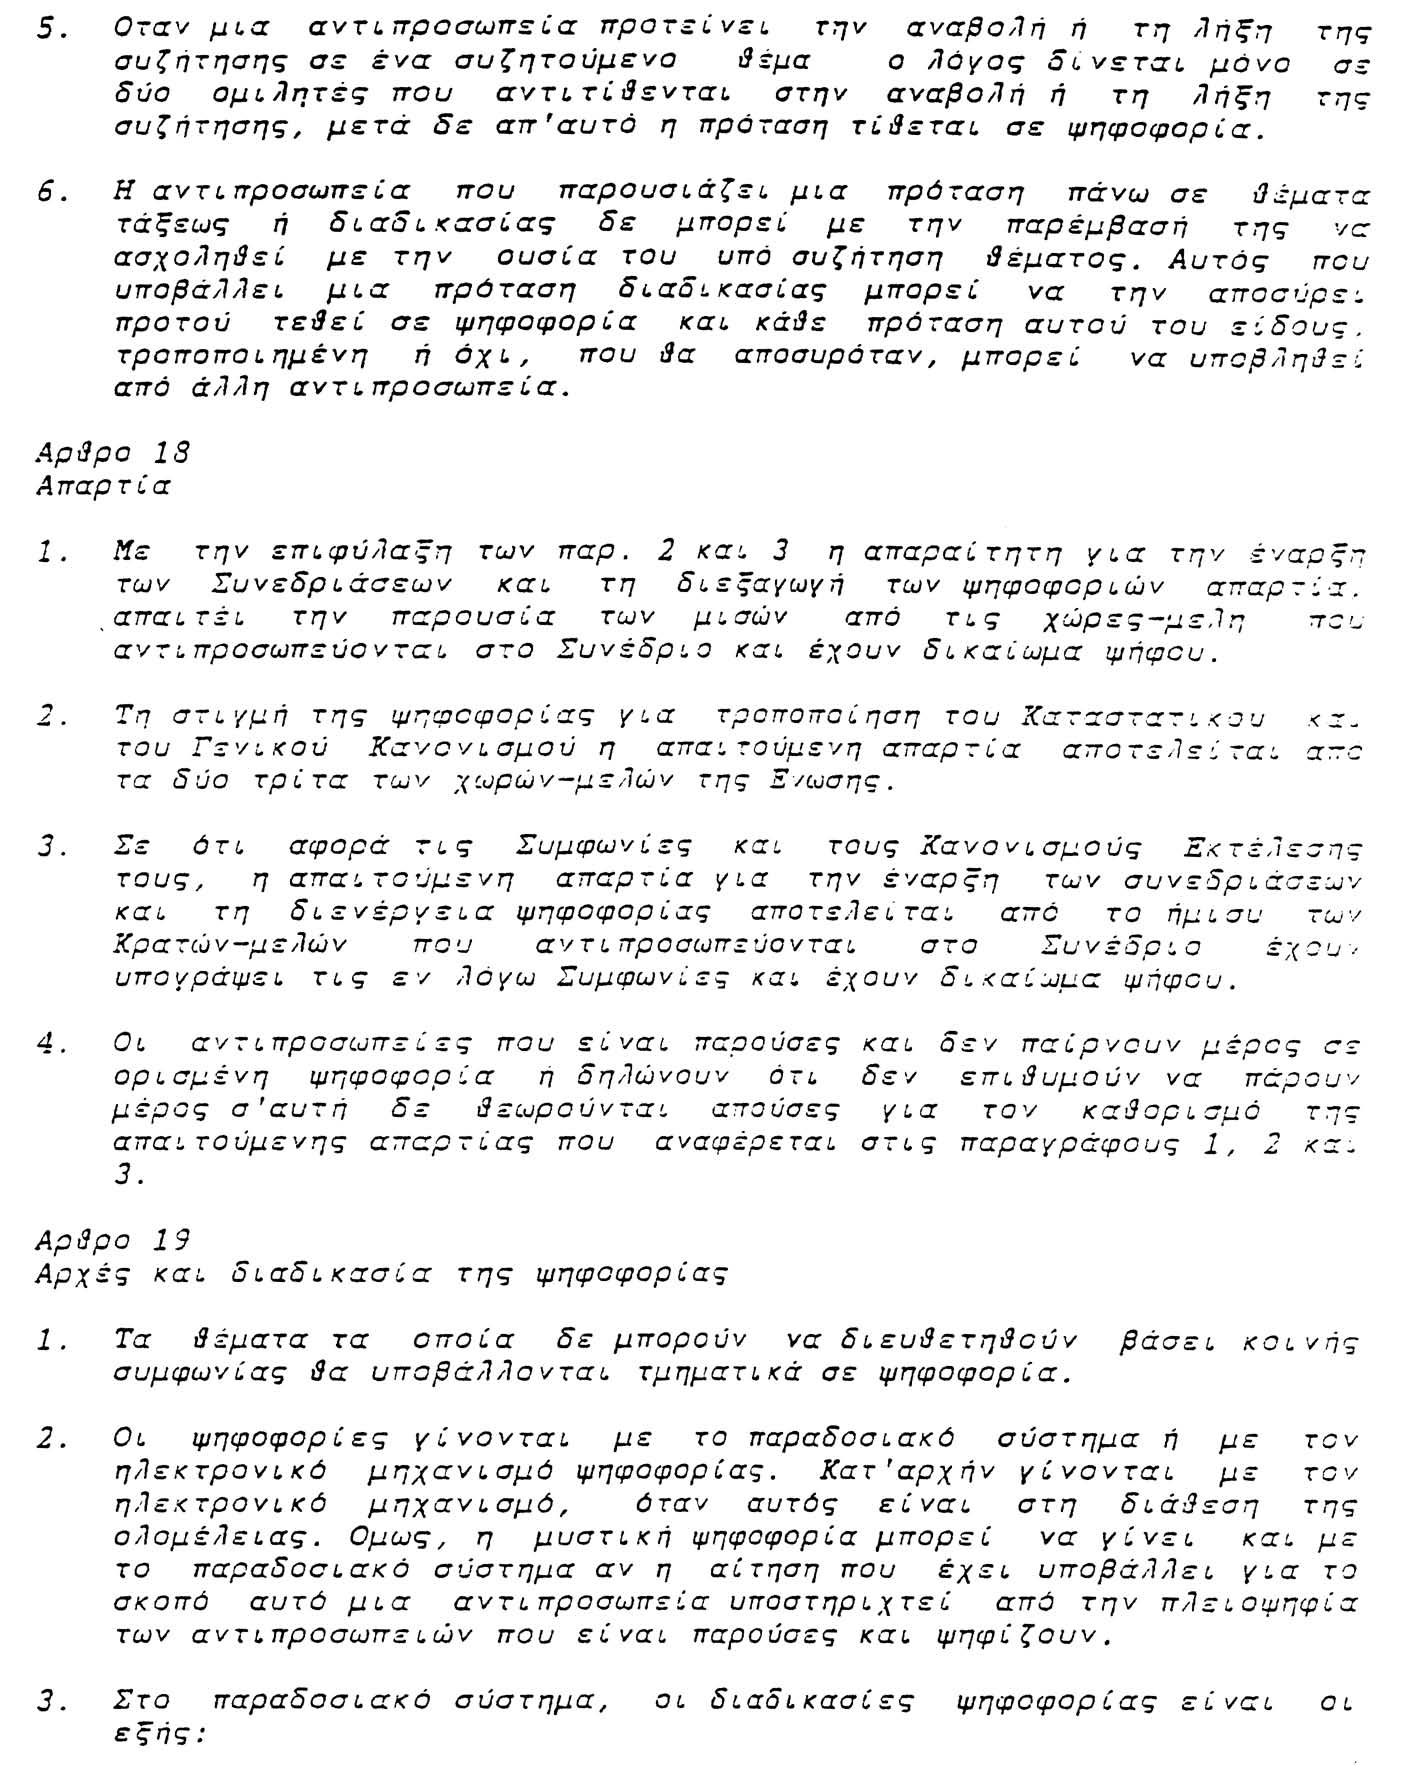 5. Οταν μια αντιπροσωπεία προτείνει την αναβολή ή τη λήξη της
συζήτησης σε ένα συζητούμενο θέμα ο λόγος δίνεται μόνο σε
δύο ομιλητές που αντιτίθενται στην αναβολή ή τη λήξη της
συζήτησης, μετά δε απ'αυτό η πρόταση τίθεται σε ψηφοφορία.
6. Η αντιπροσωπεία που παρουσιάζει μια πρόταση πάνω σε θέματα
τάξεως ή διαδικασίας δε μπορεί με την παρέμβασή της να
ασχοληθεί με την ουσία του υπό συζήτηση θέματος. Αυτός που
υποβάλλει μια πρόταση διαδικασίας μπορεί να την αποσύρει
προτού τεθεί σε ψηφοφορία και κάθε πρόταση αυτού του είδους,
τροποποιημένη ή όχι, που θα αποσυρόταν, μπορεί να υποβληθεί
από άλλη αντιπροσωπεία.
Αρθρο 18
Απαρτία
1. Με την επιφύλαξη των παρ. 2 και 3 η απαραίτητη για την έναρξη
των Συνεδριάσεων και τη διεξαγωγή των ψηφοφοριών απαρτία.
απαιτέι την παρουσία των μισών από τις χώρες-μελη που
αντιπροσωπεύονται στο Συνέδριο και έχουν δικαίωμα ψήφου.
2. Τη στιγμή της ψηφοφορίας για τροποποίηση του Καταστατικου και
του Γενικού Κανονισμού η απαιτούμενη απαρτία αποτελείται απο
τα δύο τρίτα των χωρών-μελών της Ενωσης.
3. Σε ότι αφορά τις Συμφωνίες και τους Κανονισμούς Εκτέλεσης
τους, η απαιτούμενη απαρτία για την έναρξη των συνεδριάσεων
και τη διενέργεια ψηφοφορίας αποτελείται από το ήμισυ των
Κρατών-μελών που αντιπροσωπεύονται στο Συνέδριο έχουν
υπογράψει τις εν λόγω Συμφωνίες και έχουν δικαίωμα ψήφου.
4. Οι αντιπροσωπείες που είναι παρούσες και δεν παίρνουν μέρος σε
ορισμένη ψηφοφορία ή δηλώνουν ότι δεν επιθυμούν να πάρουν
μέρος σ'αυτή δε θεωρούνται απούσες για τον καθορισμό της
απαιτούμενης απαρτίας που αναφέρεται στις παραγράφους 1, 2 και
3.
Αρθρο 19
Αρχές και διαδικασία της ψηφοφορίας
1. Τα θέματα τα οποία δε μπορούν να διευθετηθούν βάσει κοινής
συμφωνίας θα υποβάλλονται τμηματικά σε ψηφοφορία.
2. Οι ψηφοφορίες γίνονται με το παραδοσιακό σύστημα ή με τον
ηλεκτρονικό μηχανισμό ψηφοφορίας. Κατ'αρχήν γίνονται με τον
ηλεκτρονικό μηχανισμό, όταν αυτός είναι στη διάθεση της
ολομέλειας. Ομως, η μυστική ψηφοφορία μπορεί να γίνει και με
το παραδοσιακό σύστημα αν η αίτηση που έχει υποβάλλει για το
σκοπό αυτό μια αντιπροσωπεία υποστηριχτεί από την πλειοψηφία
των αντιπροσωπειών που είναι παρούσες και ψηφίζουν.
3. Στο παραδοσιακό σύστημα, οι διαδικασίες ψηφοφορίας είναι οι
εξής: